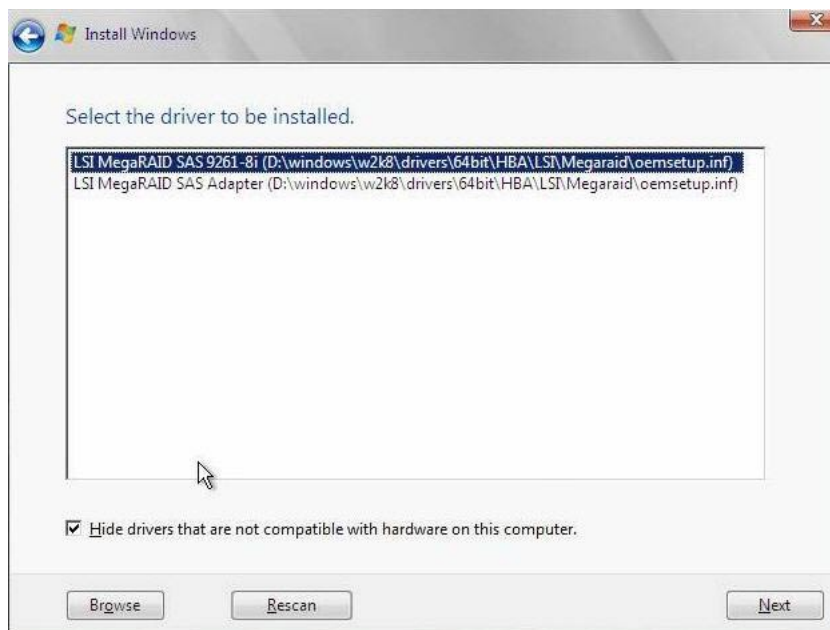 Install Windows
Select the driver to be installed.
LSI MegaRAID SAS 9261-8i (D:\windows\w2k8\drivers\64bit\HBA\LSI\Megaraid\oemsetup.inf)
LSI MegaRAID SAS Adapter (D:\windows\w2k8\drivers\64bit\HBA\LSI\Megaraid\oemsetup.inf)
Hide drivers that are not compatible with hardware on this computer.
Browse Rescan Next